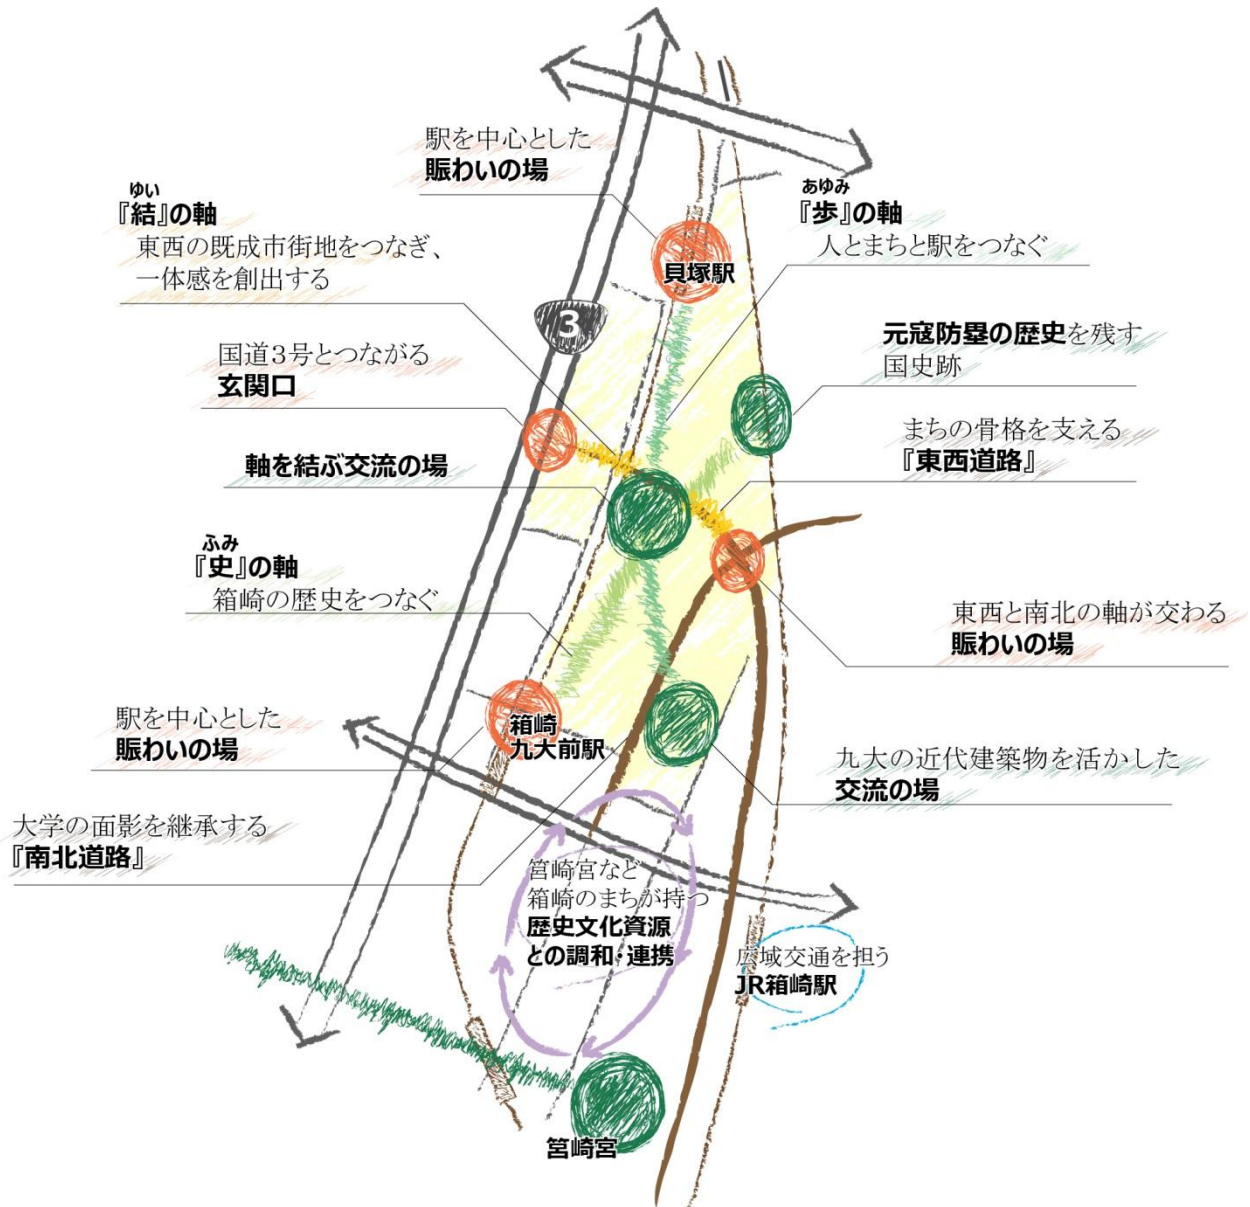 駅を中心とした
賑わいの場
ゆい
『結』の軸
東西の既成市街地をつなぎ、
一体感を創出する
あゆみ
『歩』の軸
人とまちと駅をつなぐ
貝塚駅
3
国道３号とつながる
玄関口
元寇防塁の歴史を残す
国史跡
まちの骨格を支える
『東西道路』
軸を結ぶ交流の場
ふみ
『史』の軸
箱崎の歴史をつなぐ
東西と南北の軸が交わる
賑わいの場
駅を中心とした
賑わいの場
箱崎
九大前駅
九大の近代建築物を活かした
交流の場
大学の面影を継承する
『南北道路』
筥崎宮など
箱崎のまちが持つ
歴史文化資源
との調和・連携
広域交通を担う
JR箱崎駅
筥崎宮